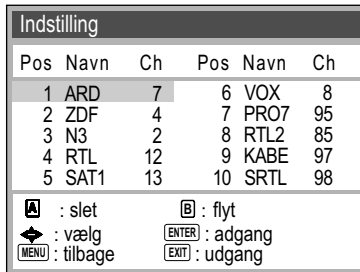 Indstilling
Pos Navn Ch Pos Navn Ch
1 ARD 7 6 VOX 8
2 ZDF 4 7 PRO7 95
3 N3 2 8 RTL2 85
4 RTL 12 9 KABE 97
5 SAT1 13 10 SRTL 98
A : slet B : flyt
: vælg ENTER : adgang
MENU : tilbage EXIT : udgang